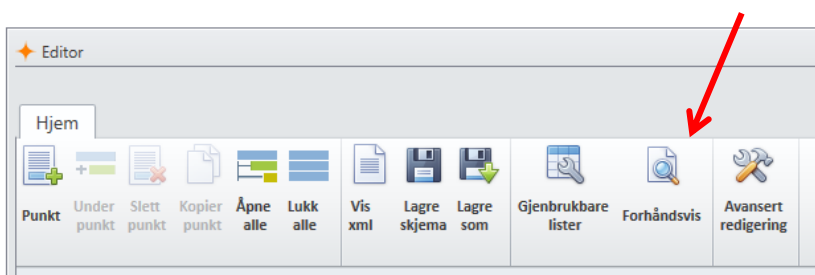 Editor
Hjem
Punkt
Under
punkt
Slett
punkt
Kopier
punkt
Åpne
alle
Lukk
alle
Vis
xml
Lagre
skjema
Lagre
som
Gjenbrukbare
lister
Forhåndsvis
Avansert
redigering